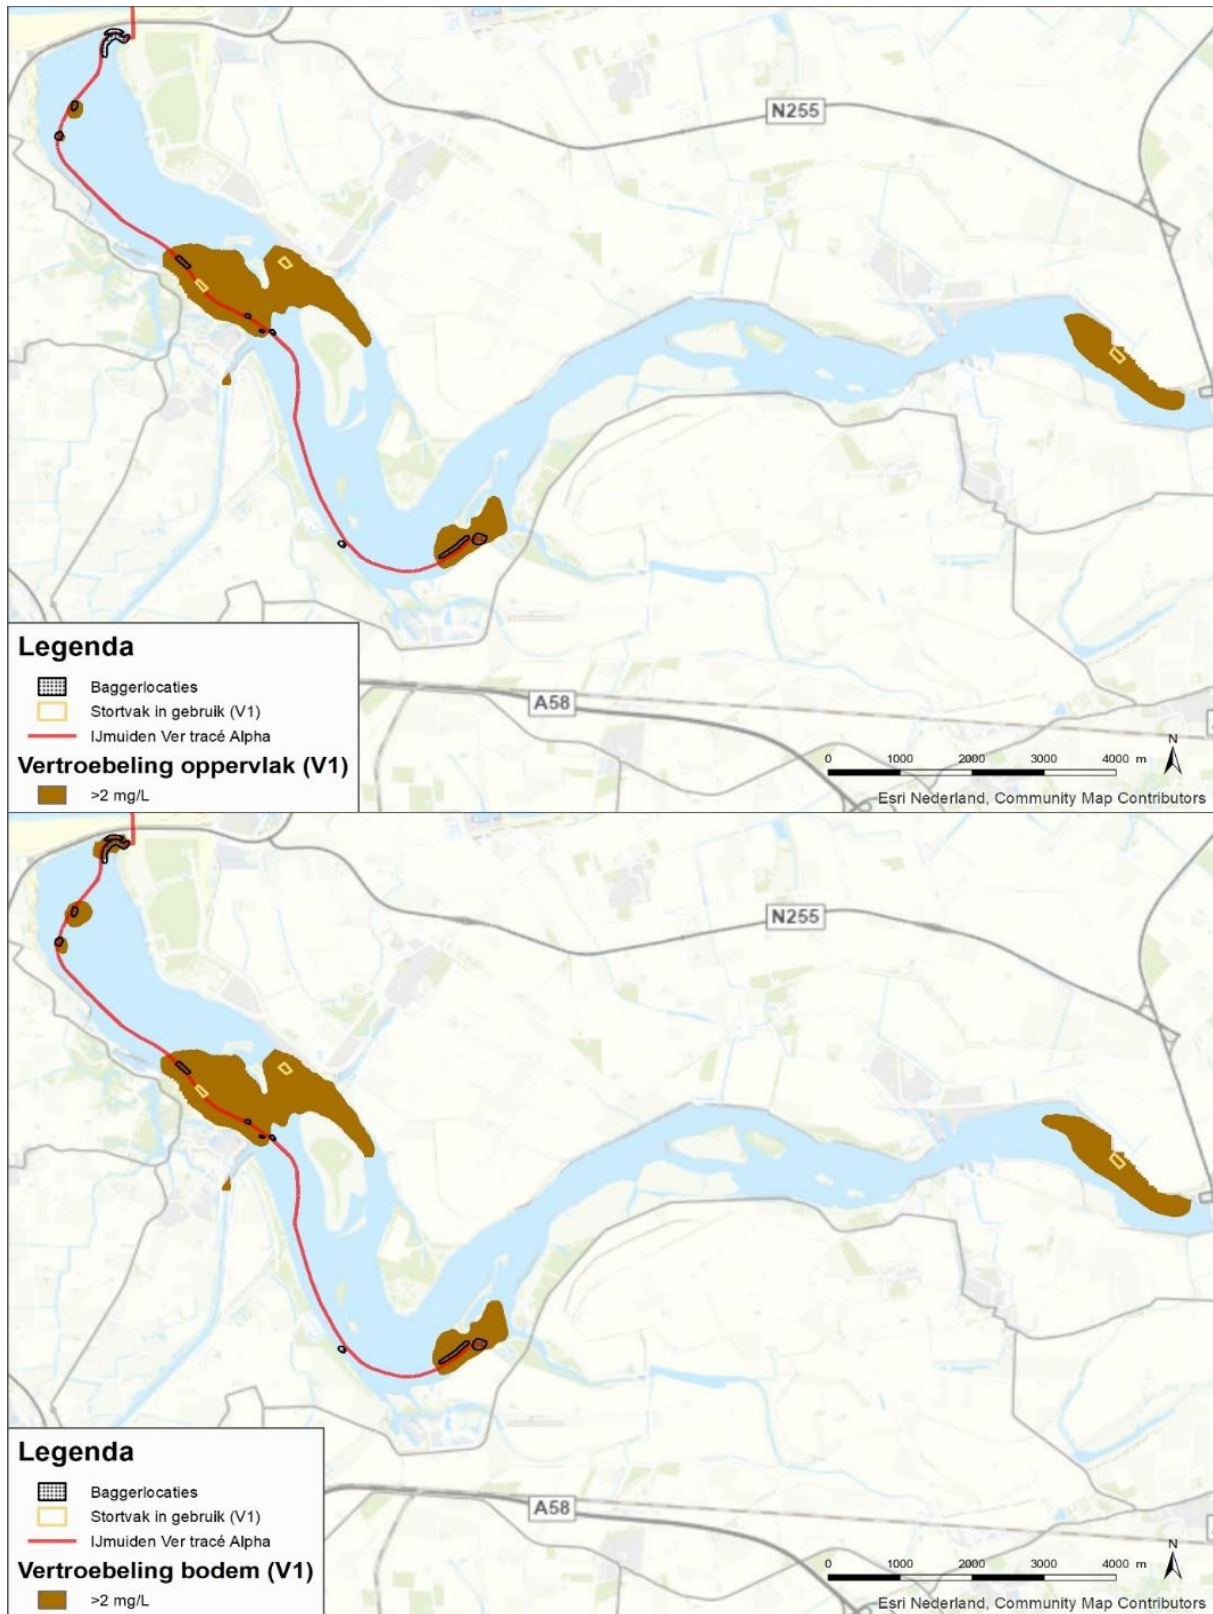 N255
A58
Legenda
Baggerlocaties
Stortvak in gebruik (V1)
IJmuiden Ver tracé Alpha
Vertroebeling oppervlak (V1)
>2 mg/L
N
0 1000 2000 3000 4000 m
Esri Nederland, Community Map Contributors
N255
A58
Legenda
Baggerlocaties
Stortvak in gebruik (V1)
IJmuiden Ver tracé Alpha
Vertroebeling bodem (V1)
>2 mg/L
N
0 1000 2000 3000 4000 m
Esri Nederland, Community Map Contributors